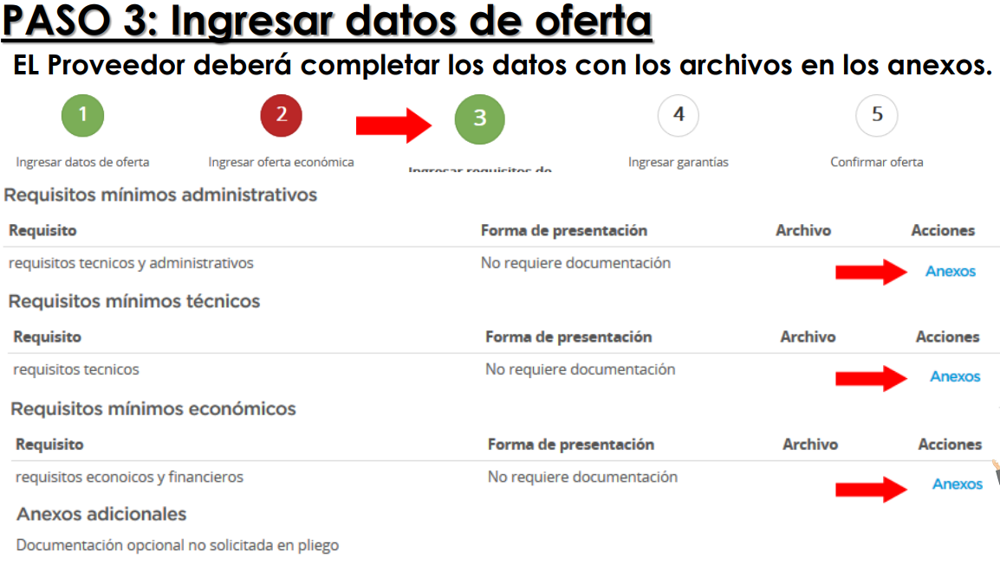 PASO 3: Ingresar datos de oferta
EL Proveedor deberá completar los datos con los archivos en los anexos.
1 2 3 4 5
Ingresar datos de oferta Ingresar oferta económica Ingresar requisitos de Ingresar garantías Confirmar oferta
Requisitos mínimos administrativos
Requisito Forma de presentación Archivo Acciones
requisitos tecnicos y administrativos No requiere documentación Anexos
Requisitos mínimos técnicos
Requisito Forma de presentación Archivo Acciones
requisitos tecnicos No requiere documentación Anexos
Requisitos mínimos económicos
Requisito Forma de presentación Archivo Acciones
requisitos econoicos y financieros No requiere documentación Anexos
Anexos adicionales
Documentación opcional no solicitada en pliego